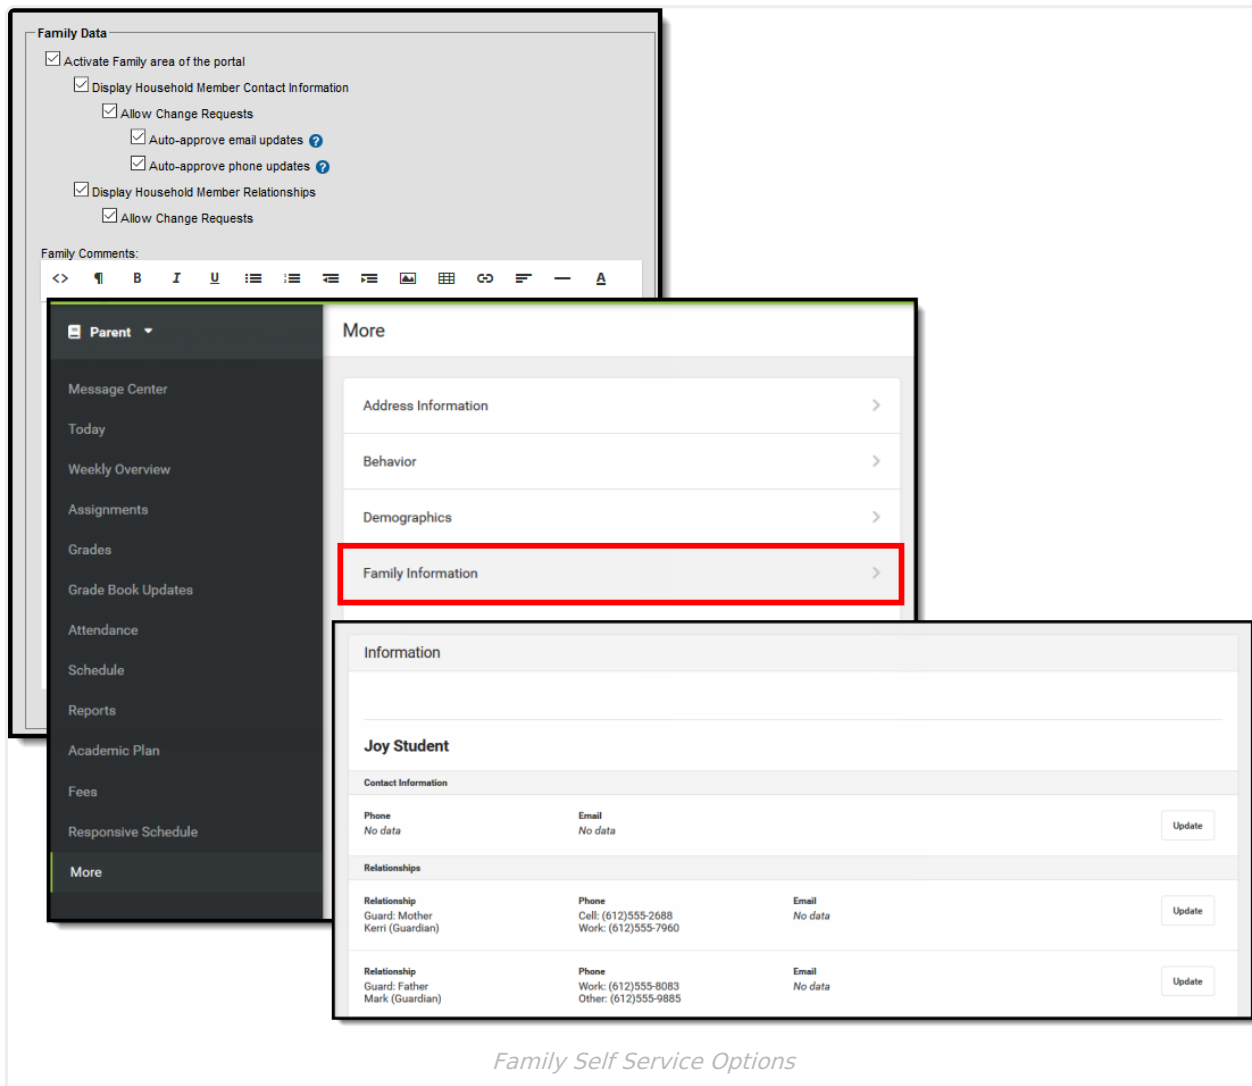 Family Data
Activate Family area of the portal
Display Household Member Contact Information
Allow Change Requests
Auto-approve email updates ?
Auto-approve phone updates ?
Display Household Member Relationships
Allow Change Requests
Family Comments:
<> ¶ B I U A
Parent
Message Center
Today
Weekly Overview
Assignments
Grades
Grade Book Updates
Attendance
Schedule
Reports
Academic Plan
Fees
Responsive Schedule
More
More
Address Information
Behavior
Demographics
Family Information
Information
Joy Student
Contact Information
Phone Email
No data No data Update
Relationships
Relationship Phone Email
Guard: Mother Cell: (612)555-2688 No data Update
Kerri (Guardian) Work: (612)555-7960
Relationship Phone Email
Guard: Father Work: (612)555-8083 No data Update
Mark (Guardian) Other: (612)555-9885
Family Self Service Options